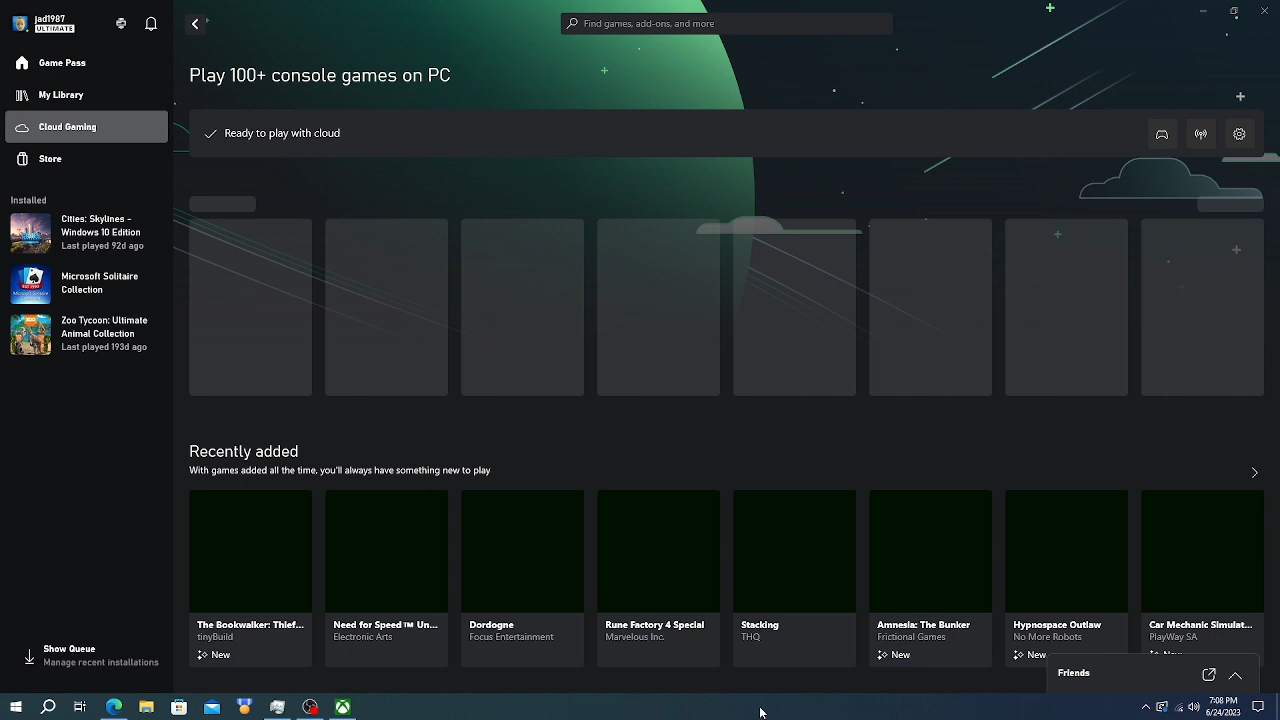 jad1987
ULTIMATE
Find games, add-ons, and more
Game Pass
My Library
Cloud Gaming
Store
Installed
Cities: Skylines -
Windows 10 Edition
Last played 92d ago
Microsoft Solitaire
Collection
Zoo Tycoon: Ultimate
Animal Collection
Last played 193d ago
Show Queue
Manage recent installations
Play 100+ console games on PC
Ready to play with cloud
Recently added
With games added all the time, you'll always have something new to play
The Bookwalker: Thief...
tinyBuild
New
Need for Speed™ Un...
Electronic Arts
Dordogne
Focus Entertainment
Rune Factory 4 Special
Marvelous Inc.
Stacking
THQ
Amnesia: The Bunker
Frictional Games
New
Hypnospace Outlaw
No More Robots
New
Car Mechanic Simulat...
PlayWay SA
Friends
7:08 PM
6/24/2023